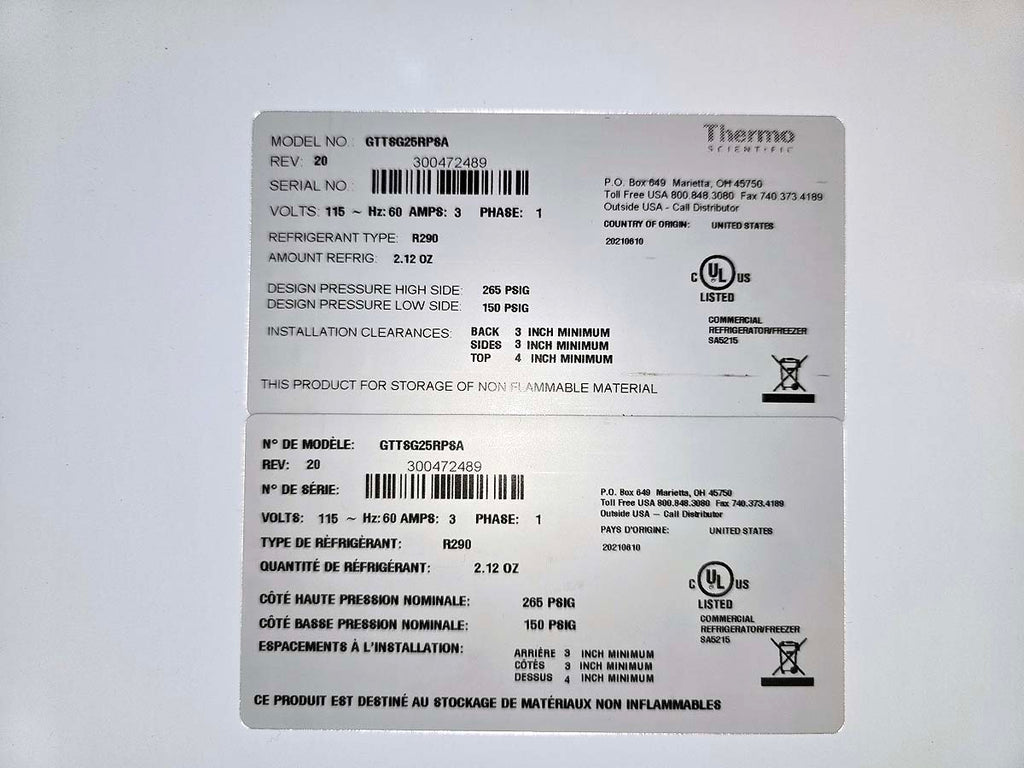 Thermo
SCIENTIFIC
MODEL NO.: GTTSG25RPSA
REV: 20
300472489
SERIAL NO.:
VOLTS: 115 ~ Hz: 60 AMPS: 3 PHASE: 1
REFRIGERANT TYPE: R290
AMOUNT REFRIG: 2.12 OZ
DESIGN PRESSURE HIGH SIDE: 265 PSIG
DESIGN PRESSURE LOW SIDE: 150 PSIG
INSTALLATION CLEARANCES: BACK 3 INCH MINIMUM
SIDES 3 INCH MINIMUM
TOP 4 INCH MINIMUM
THIS PRODUCT FOR STORAGE OF NON FLAMMABLE MATERIAL
P.O. Box 649 Marietta, OH 45750
Toll Free USA 800.848.3080 Fax 740.373.4189
Outside USA - Call Distributor
COUNTRY OF ORIGIN: UNITED STATES
20210610
C UL US
LISTED
COMMERCIAL
REFRIGERATOR/FREEZER
SA5215
N° DE MODÈLE: GTTSG25RPSA
REV: 20
300472489
N° DE SÉRIE:
VOLTS: 115 ~ Hz: 60 AMPS: 3 PHASE: 1
TYPE DE RÉFRIGÉRANT: R290
QUANTITÉ DE RÉFRIGÉRANT: 2.12 OZ
CÔTÉ HAUTE PRESSION NOMINALE: 265 PSIG
CÔTÉ BASSE PRESSION NOMINALE: 150 PSIG
ESPACEMENTS À L'INSTALLATION:
ARRIÈRE 3 INCH MINIMUM
CÔTÉS 3 INCH MINIMUM
DESSUS 4 INCH MINIMUM
CE PRODUIT EST DESTINÉ AU STOCKAGE DE MATÉRIAUX NON INFLAMMABLES
P.O. Box 649 Marietta, OH 45750
Toll Free USA 800.848.3080 Fax 740.373.4189
Outside USA - Call Distributor
PAYS D'ORIGINE: UNITED STATES
20210610
C UL US
LISTED
COMMERCIAL
REFRIGERATOR/FREEZER
SA5215